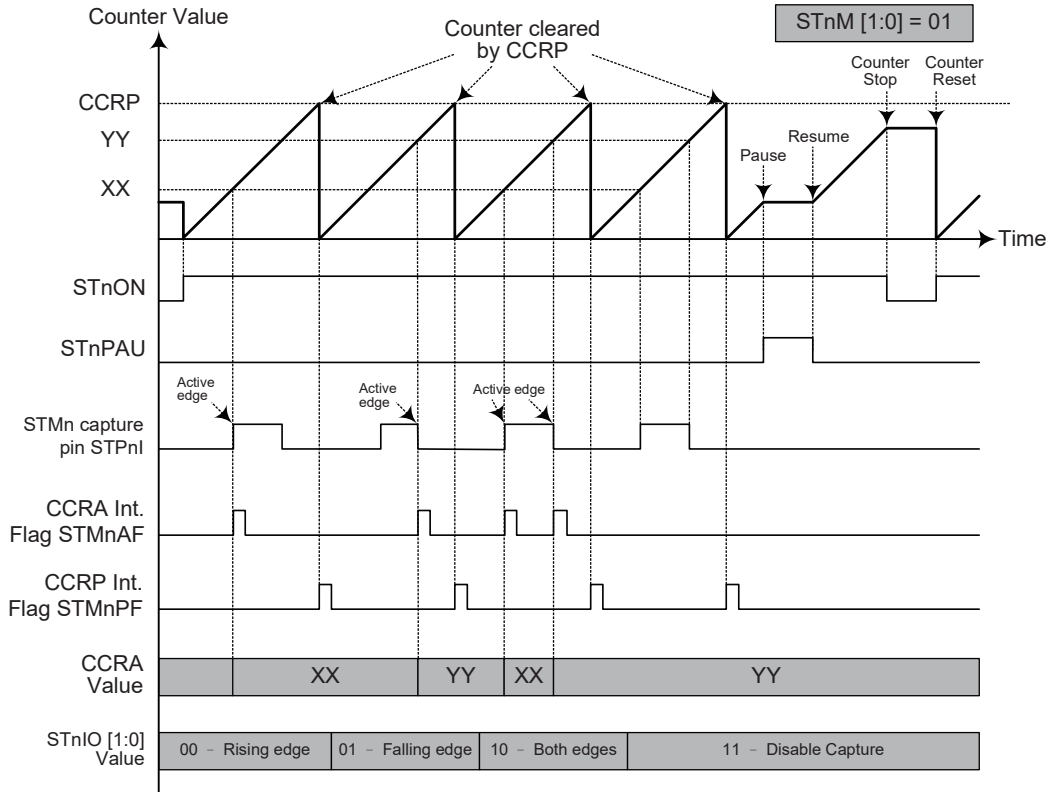 Counter Value
STnM [1:0] = 01
Counter cleared
by CCRP
Counter
Stop
Counter
Reset
CCRP
YY
XX
Pause
Resume
Time
STnON
STnPAU
Active
edge
Active
edge
Active edge
STMn capture
pin STPnI
CCRA Int.
Flag STMnAF
CCRP Int.
Flag STMnPF
CCRA
Value
XX
YY
XX
YY
STnIO [1:0]
Value
00 – Rising edge
01 – Falling edge
10 – Both edges
11 – Disable Capture